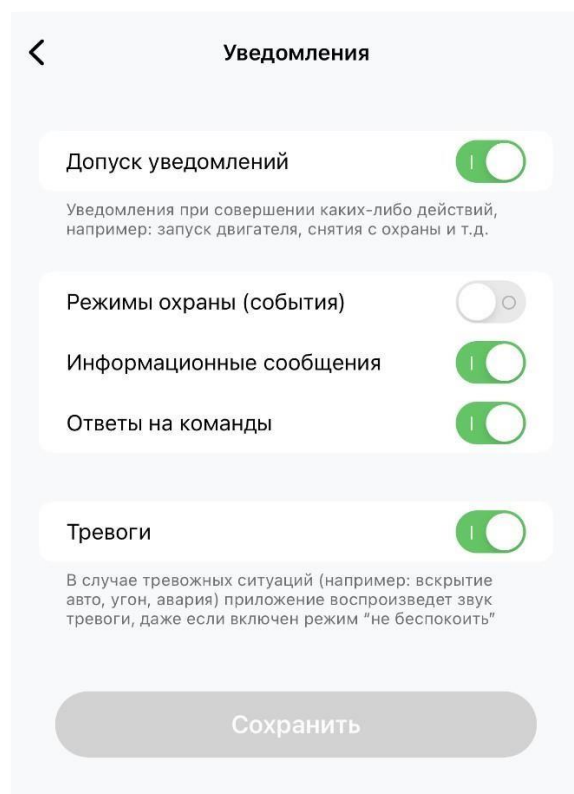 Уведомления
Допуск уведомлений
Уведомления при совершении каких-либо действий,
например: запуск двигателя, снятия с охраны и т.д.
Режимы охраны (события)
Информационные сообщения
Ответы на команды
Тревоги
В случае тревожных ситуаций (например: вскрытие
авто, угон, авария) приложение воспроизведет звук
тревоги, даже если включен режим “не беспокоить”
Сохранить